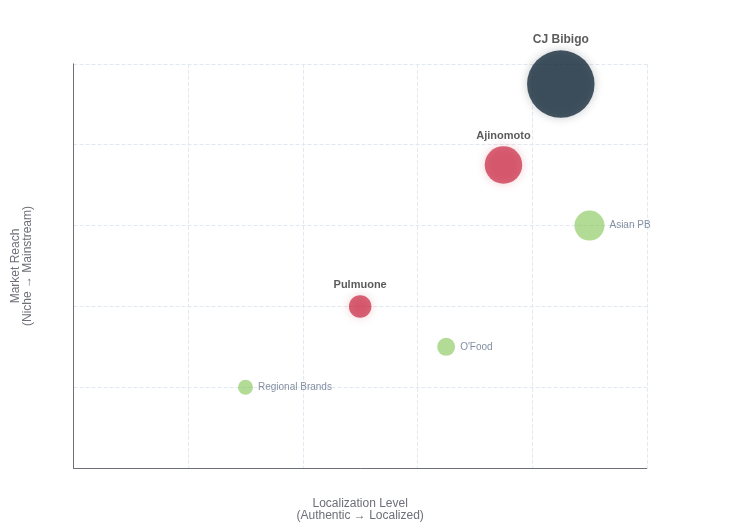 CJ Bibigo
Ajinomoto
Asian PB
Pulmuone
O'Food
Regional Brands
Market Reach
(Niche → Mainstream)
Localization Level
(Authentic → Localized)